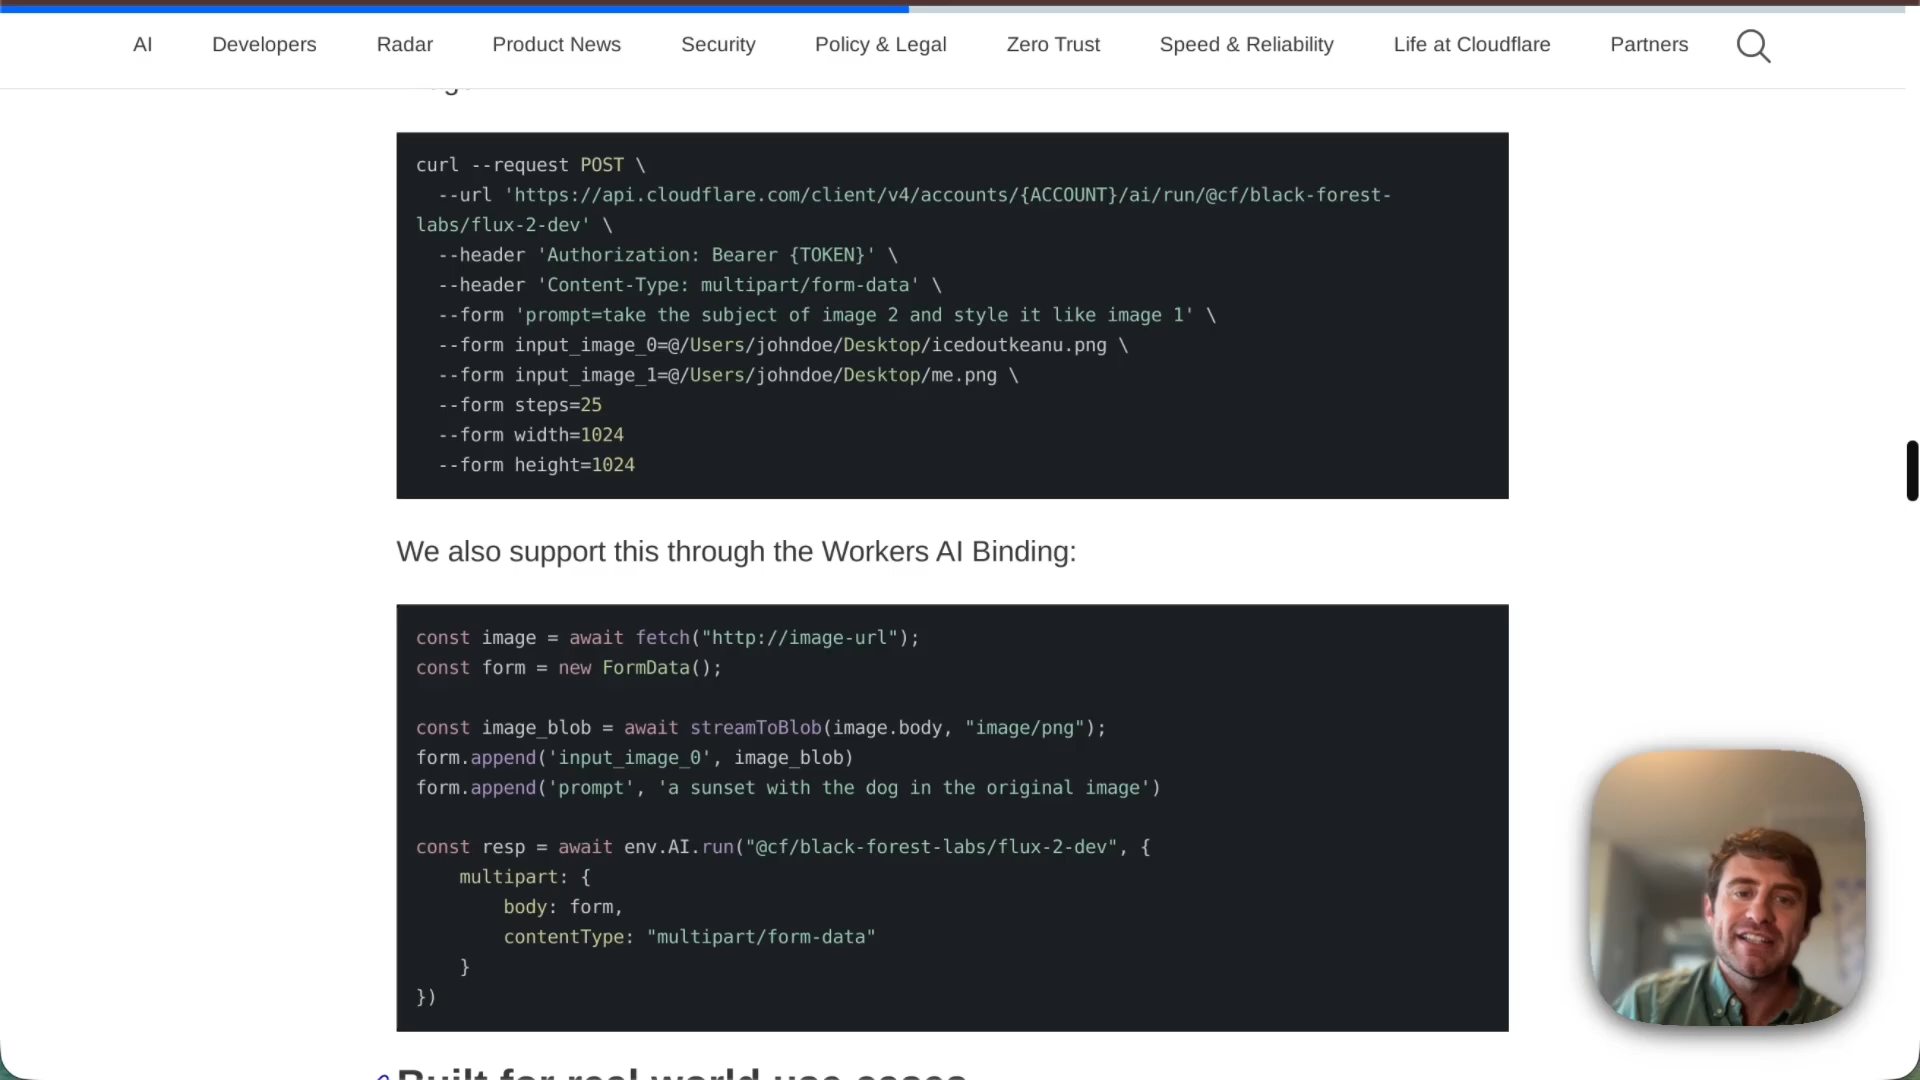 AI Developers Radar Product News Security Policy & Legal Zero Trust Speed & Reliability Life at Cloudflare Partners
curl --request POST \
--url 'https://api.cloudflare.com/client/v4/accounts/{ACCOUNT}/ai/run/@cf/black-forest-
labs/flux-2-dev' \
--header 'Authorization: Bearer {TOKEN}' \
--header 'Content-Type: multipart/form-data' \
--form 'prompt=take the subject of image 2 and style it like image 1' \
--form input_image_0=@/Users/johndoe/Desktop/icedoutkeanu.png \
--form input_image_1=@/Users/johndoe/Desktop/me.png \
--form steps=25
--form width=1024
--form height=1024
We also support this through the Workers AI Binding:
const image = await fetch("http://image-url");
const form = new FormData();
const image_blob = await streamToBlob(image.body, "image/png");
form.append('input_image_0', image_blob)
form.append('prompt', 'a sunset with the dog in the original image')
const resp = await env.AI.run("@cf/black-forest-labs/flux-2-dev", {
multipart: {
body: form,
contentType: "multipart/form-data"
}
})
Built for real world use cases